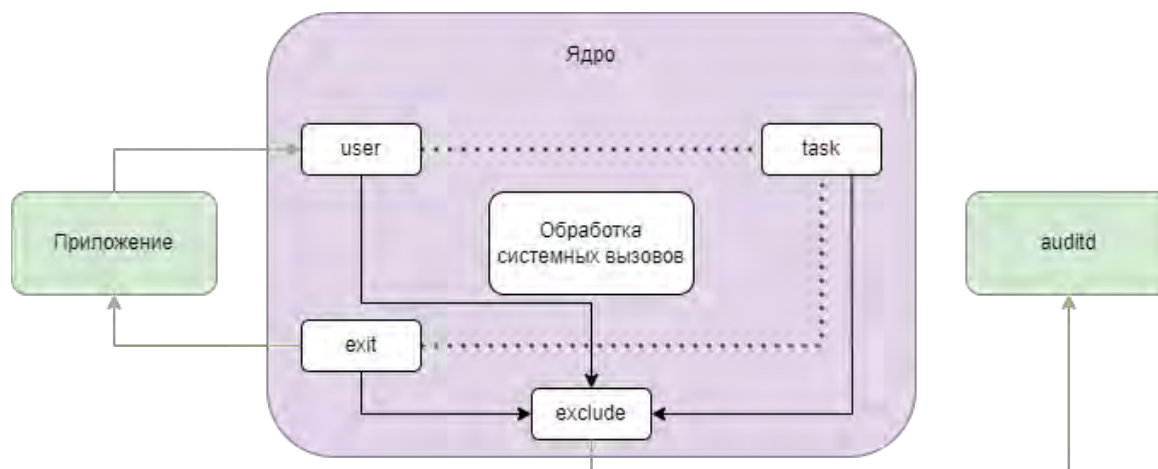 Ядро
user
task
Приложение
Обработка
системных вызовов
auditd
exit
exclude